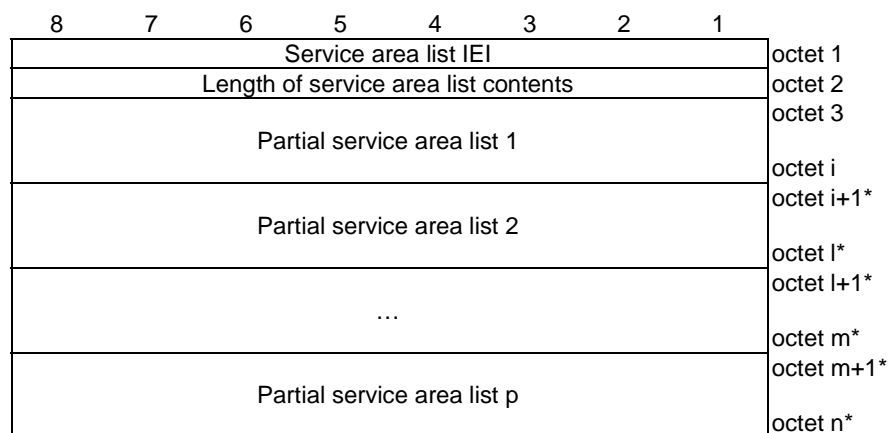 8 7 6 5 4 3 2 1
Service area list IEI octet 1
Length of service area list contents octet 2
octet 3
Partial service area list 1
octet i
octet i+1*
Partial service area list 2
octet l*
octet l+1*
…
octet m*
octet m+1*
Partial service area list p
octet n*